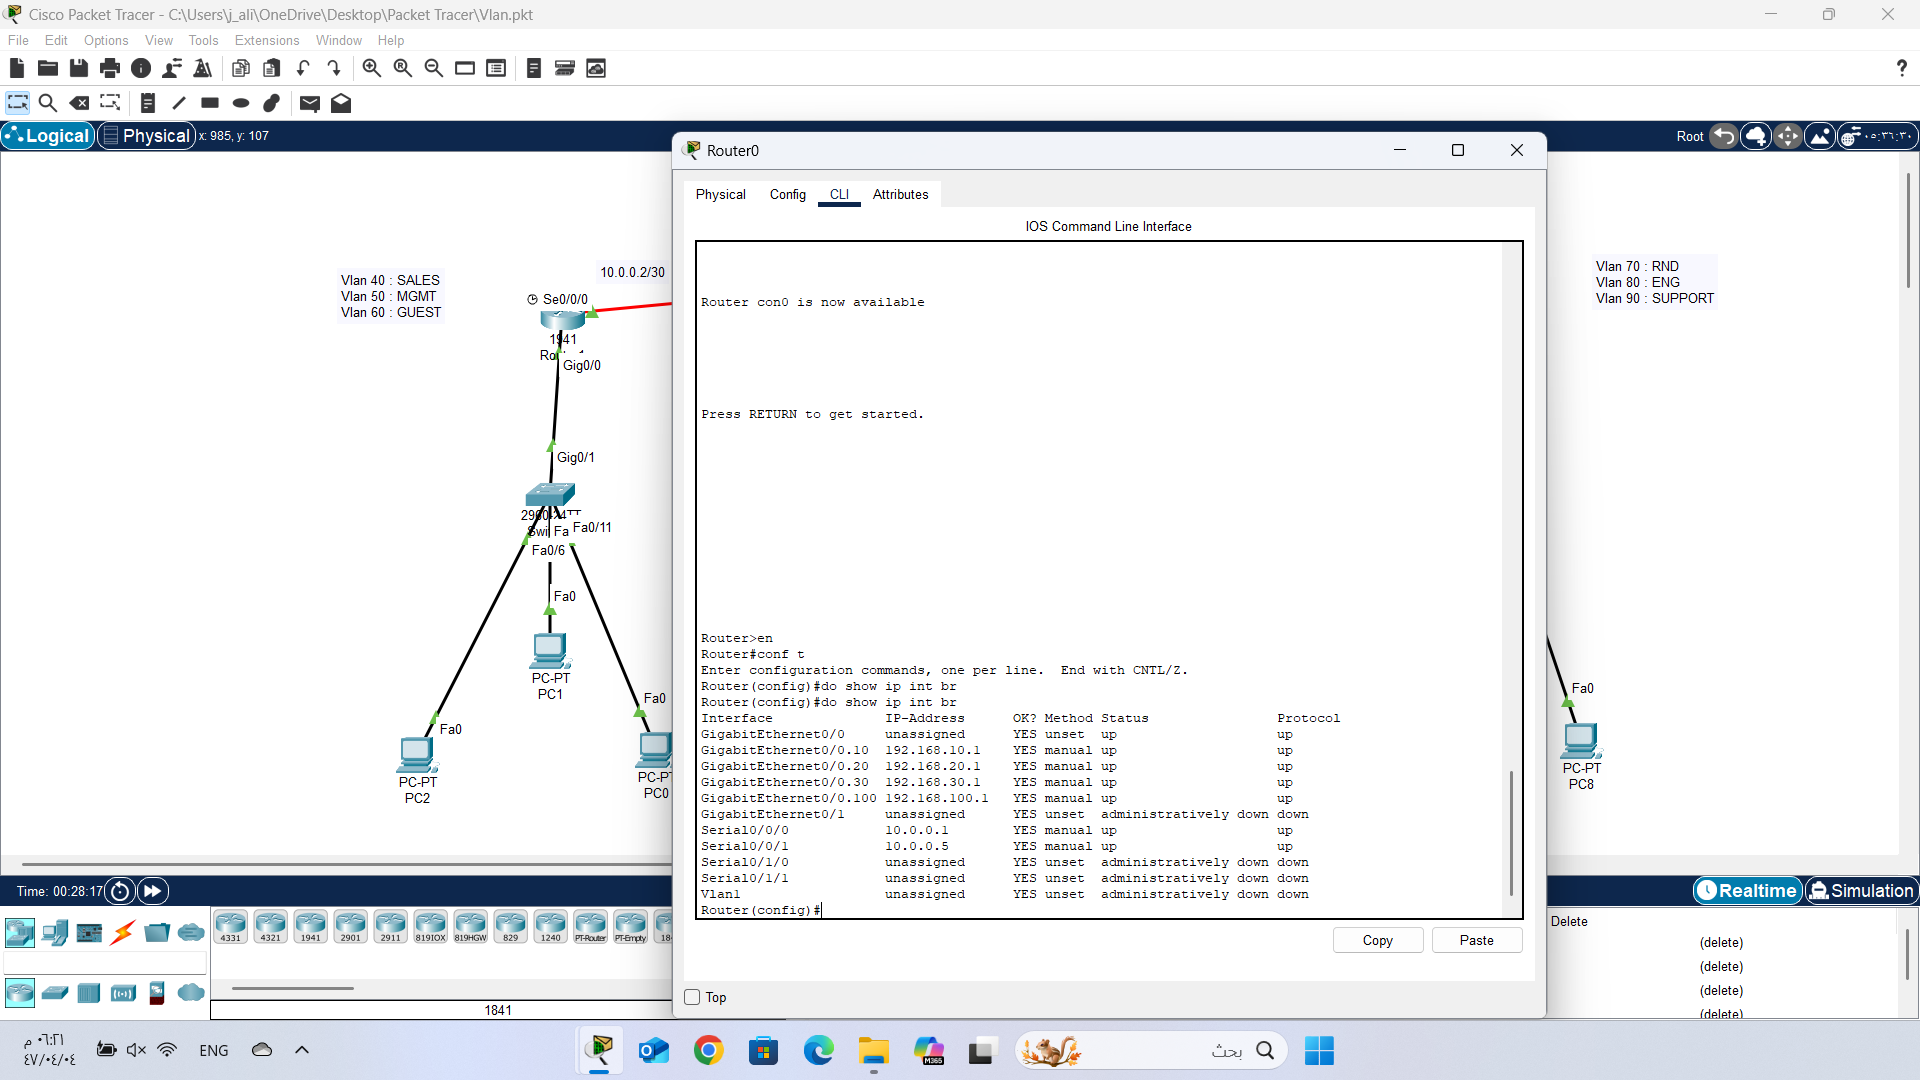 Cisco Packet Tracer - C:\Users\j_ali\OneDrive\Desktop\Packet Tracer\Vlan.pkt
File Edit Options View Tools Extensions Window Help
Logical Physical x: 985, y: 107
Root ٠٥:٣٦:٣٠
Vlan 40 : SALES
Vlan 50 : MGMT
Vlan 60 : GUEST
10.0.0.2/30
Se0/0/0
1941
Gig0/0
Gig0/1
Fa0/11
Fa0/6
Fa0
PC-PT
PC1
Fa0
PC-PT
PC2
Fa0
PC0
Router0
Physical Config CLI Attributes
IOS Command Line Interface
Router con0 is now available
Press RETURN to get started.
Router>en
Router#conf t
Enter configuration commands, one per line.  End with CNTL/Z.
Router(config)#do show ip int br
Router(config)#do show ip int br
Interface IP-Address OK? Method Status Protocol
GigabitEthernet0/0 unassigned YES unset up up
GigabitEthernet0/0.10 192.168.10.1 YES manual up up
GigabitEthernet0/0.20 192.168.20.1 YES manual up up
GigabitEthernet0/0.30 192.168.30.1 YES manual up up
GigabitEthernet0/0.100 192.168.100.1 YES manual up up
GigabitEthernet0/1 unassigned YES unset administratively down down
Serial0/0/0 10.0.0.1 YES manual up up
Serial0/0/1 10.0.0.5 YES manual up up
Serial0/1/0 unassigned YES unset administratively down down
Serial0/1/1 unassigned YES unset administratively down down
Vlan1 unassigned YES unset administratively down down
Router(config)#
Copy Paste
Top
Vlan 70 : RND
Vlan 80 : ENG
Vlan 90 : SUPPORT
Fa0
PC-PT
PC8
Time: 00:28:17
Realtime Simulation
4331 4321 1941 2901 2911 819IOX 819HGW 829 1240 PT-Router PT-Empty
1841
Delete
(delete)
(delete)
(delete)
(delete)
٠٦:٢١ م
٤٧/٠٤/٠٤
ENG
M365
بحث